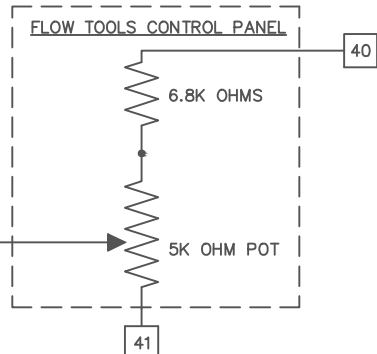 FLOW TOOLS CONTROL PANEL
40
6.8K OHMS
5K OHM POT
41